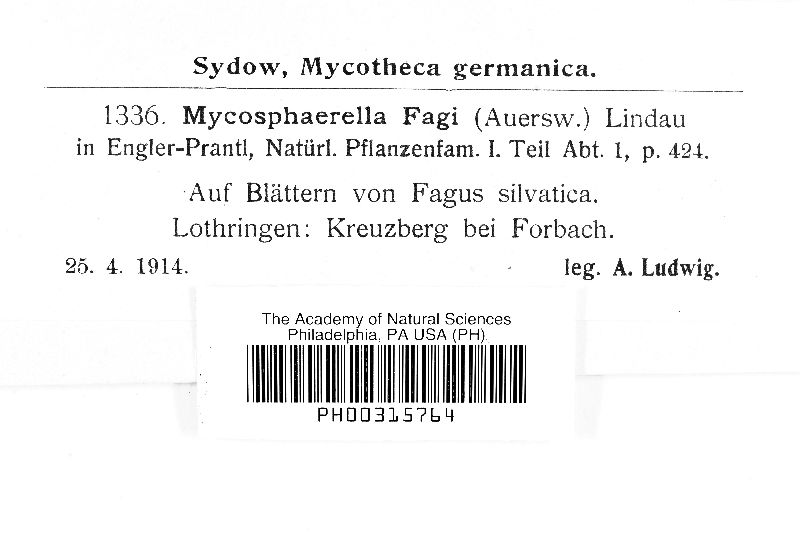 Sydow, Mycotheca germanica.
1336. Mycosphaerella Fagi (Auersw.) Lindau
in Engler-Prantl, Natürl. Pflanzenfam. I. Teil Abt. I, p. 424.
Auf Blättern von Fagus silvatica.
Lothringen: Kreuzberg bei Forbach.
25. 4. 1914. leg. A. Ludwig.
The Academy of Natural Sciences
Philadelphia, PA USA (PH)
PH00315764